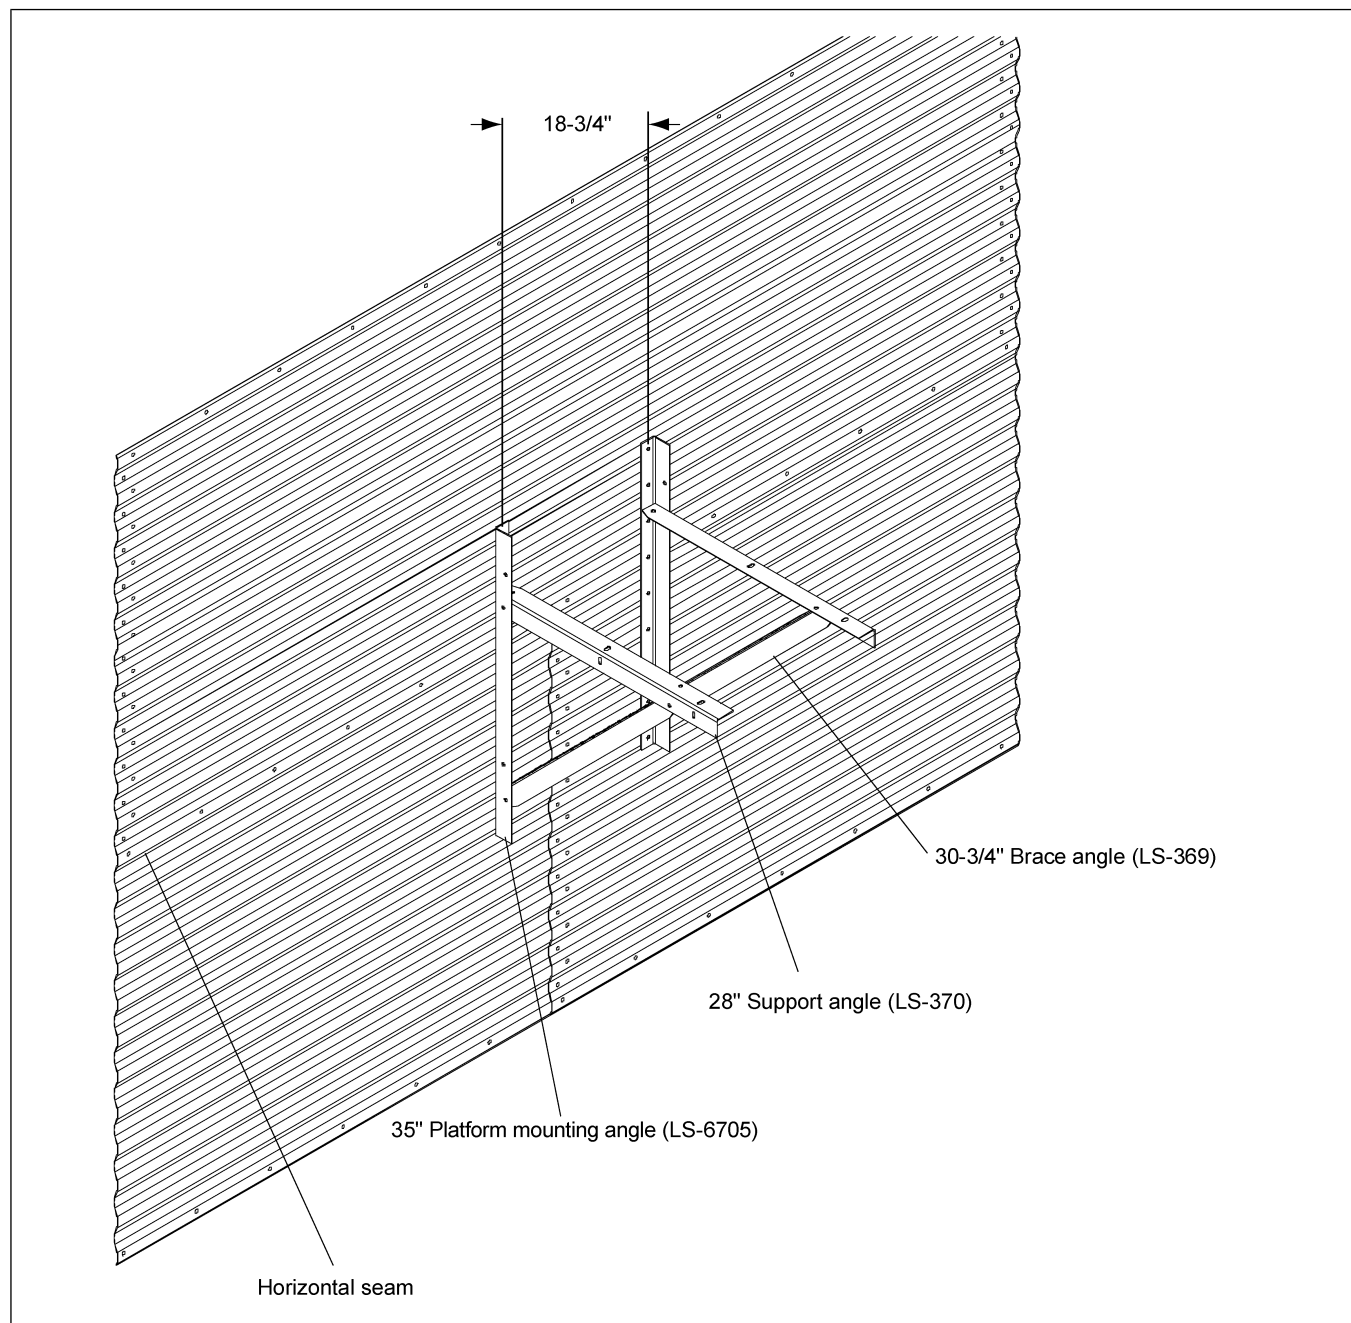 18-3/4"
30-3/4" Brace angle (LS-369)
28" Support angle (LS-370)
35" Platform mounting angle (LS-6705)
Horizontal seam